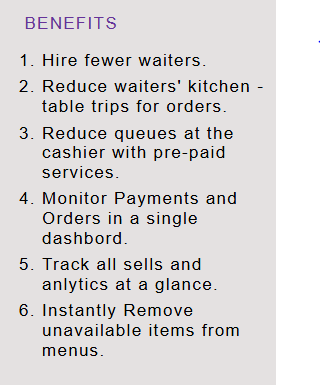 BENEFITS
1. Hire fewer waiters.
2. Reduce waiters' kitchen -
table trips for orders.
3. Reduce queues at the
cashier with pre-paid
services.
4. Monitor Payments and
Orders in a single
dashbord.
5. Track all sells and
anlytics at a glance.
6. Instantly Remove
unavailable items from
menus.